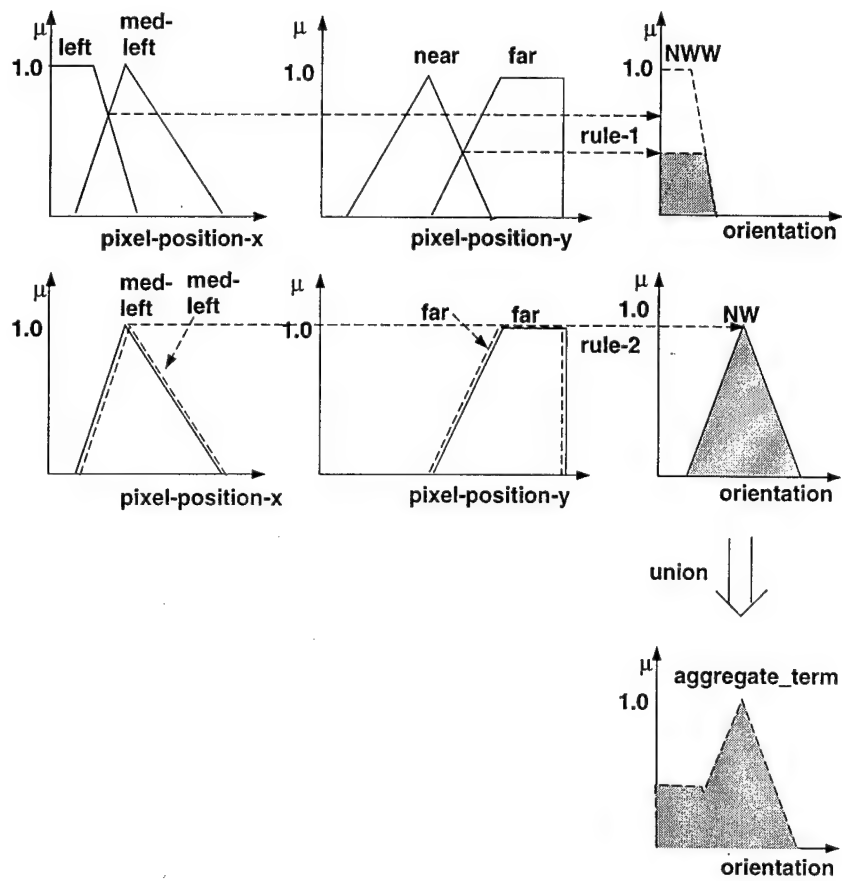 μ
left
med-
left
1.0
pixel-position-x
μ
near
far
1.0
pixel-position-y
rule-1
μ
NWW
1.0
orientation
μ
med-
left
med-
left
1.0
pixel-position-x
μ
far
far
1.0
pixel-position-y
rule-2
μ
1.0
NW
orientation
union
μ
aggregate_term
1.0
orientation